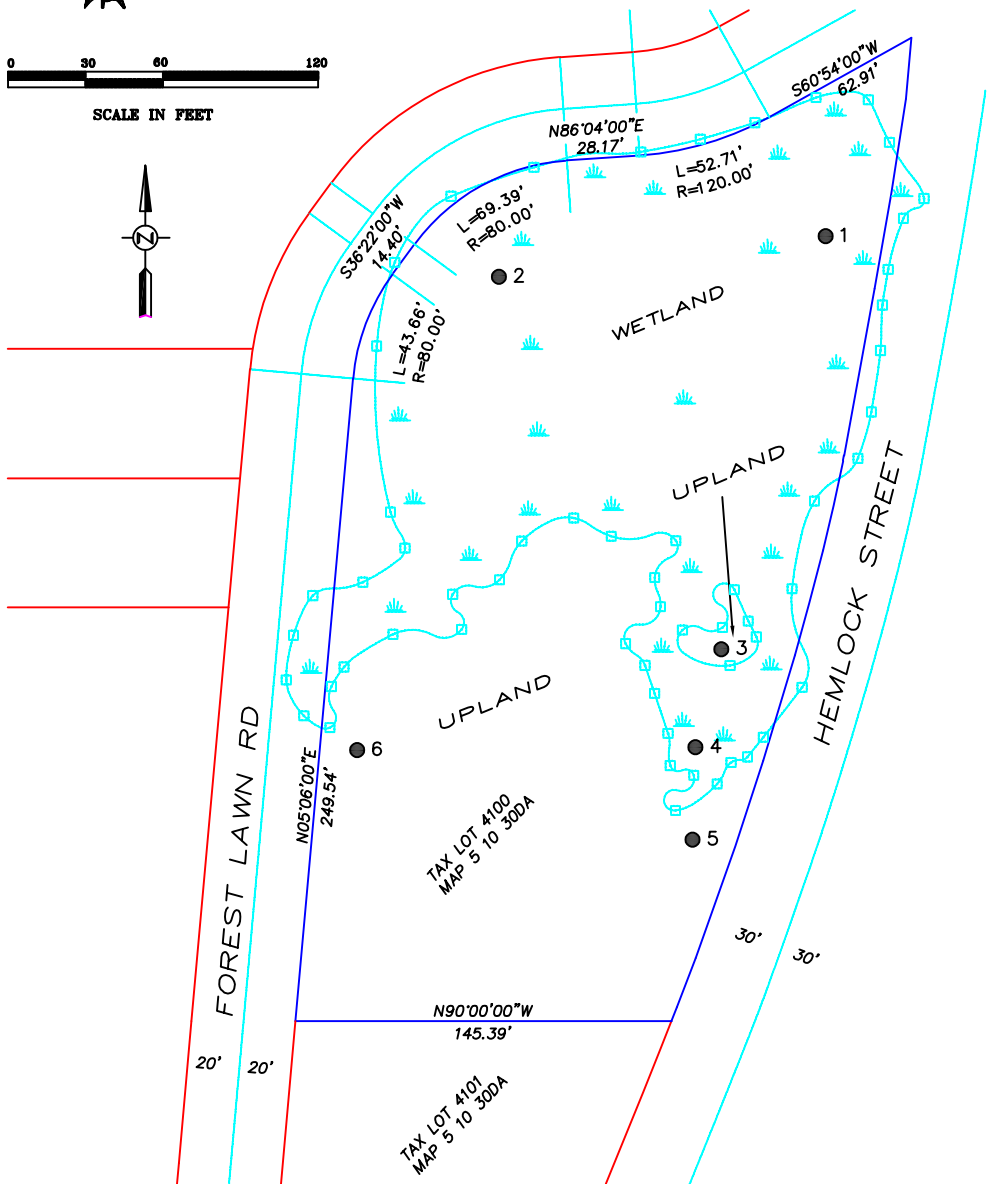 0 30 60 120
SCALE IN FEET
N
S60°54'00"W
62.91'
N86°04'00"E
28.17'
L=52.71'
R=120.00'
L=69.39'
R=80.00'
S36°22'00"W
14.40'
1
2
WETLAND
L=43.66'
R=80.00'
UPLAND
HEMLOCK STREET
3
UPLAND
4
6
FOREST LAWN RD
N05°06'00"E
249.54'
TAX LOT 4100
MAP 5 10 30DA
5
30' 30'
N90°00'00"W
145.39'
20' 20'
TAX LOT 4101
MAP 5 10 30DA